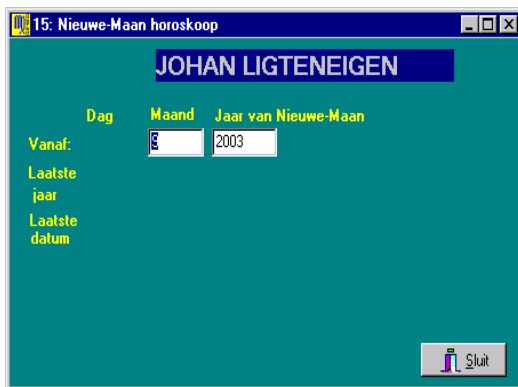 15: Nieuwe-Maan horoskoop
JOHAN LIGTENEIGEN
Dag Maand Jaar van Nieuwe-Maan
Vanaf: 9 2003
Laatste
jaar
Laatste
datum
Sluit